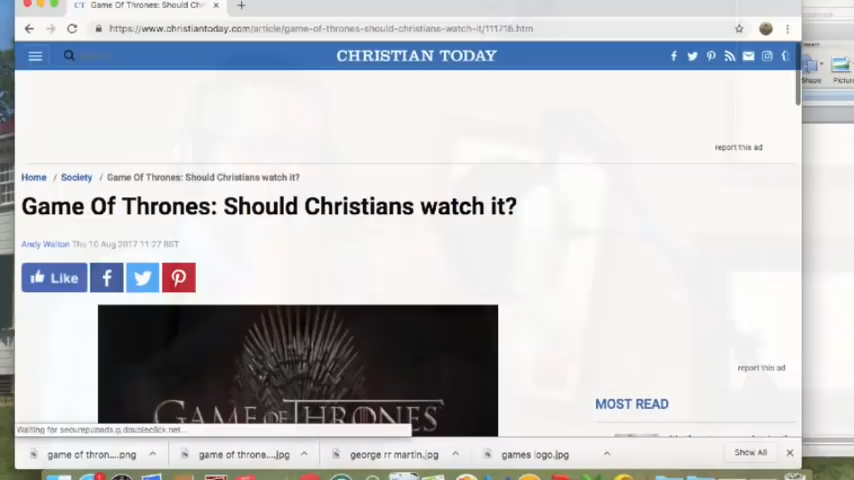 CT Game Of Thrones: Should Chr
https://www.christiantoday.com/article/game-of-thrones-should-christians-watch-it/111716.htm
CHRISTIAN TODAY
Shape
Pictur
report this ad
Home / Society / Game Of Thrones: Should Christians watch it?
Game Of Thrones: Should Christians watch it?
Andy Walton Thu 10 Aug 2017 11:27 BST
Like
report this ad
MOST READ
GAME OF THRONES
Waiting for securepubads.g.doubleclick.net...
game of thron....png
game of throne....jpg
george rr martin.jpg
games logo.jpg
Show All